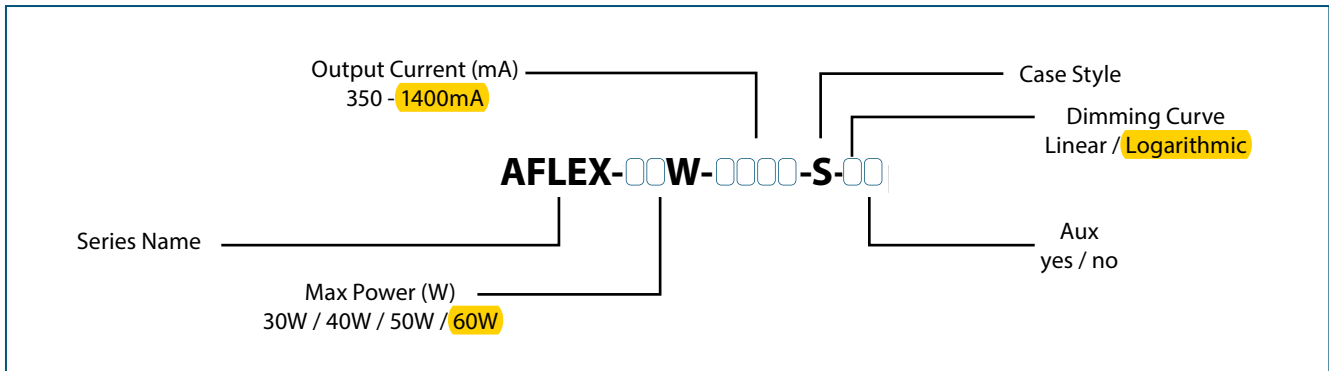 Output Current (mA)
350 - 1400mA
Case Style
Dimming Curve
Linear / Logarithmic
AFLEX-▯▯W-▯▯▯▯-S-▯▯
Series Name
Aux
yes / no
Max Power (W)
30W / 40W / 50W / 60W